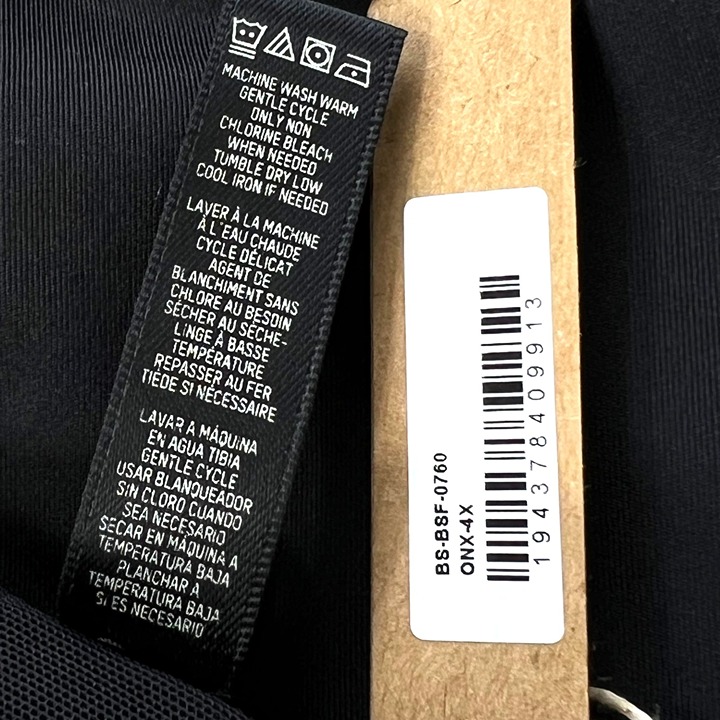 MACHINE WASH WARM
GENTLE CYCLE
ONLY NON
CHLORINE BLEACH
WHEN NEEDED
TUMBLE DRY LOW
COOL IRON IF NEEDED
LAVER À LA MACHINE
À L'EAU CHAUDE
CYCLE DÉLICAT
AGENT DE
BLANCHIMENT SANS
CHLORE AU BESOIN
SÉCHER AU SÈCHE-
LINGE À BASSE
TEMPÉRATURE
REPASSER AU FER
TIÈDE SI NÉCESSAIRE
LAVAR A MÁQUINA
EN AGUA TIBIA
GENTLE CYCLE
USAR BLANQUEADOR
SIN CLORO CUANDO
SEA NECESARIO
SECAR EN MÁQUINA A
TEMPERATURA BAJA
PLANCHAR A
TEMPERATURA BAJA
SI ES NECESARIO
BS-BSF-0760
ONX-4X
194378409913